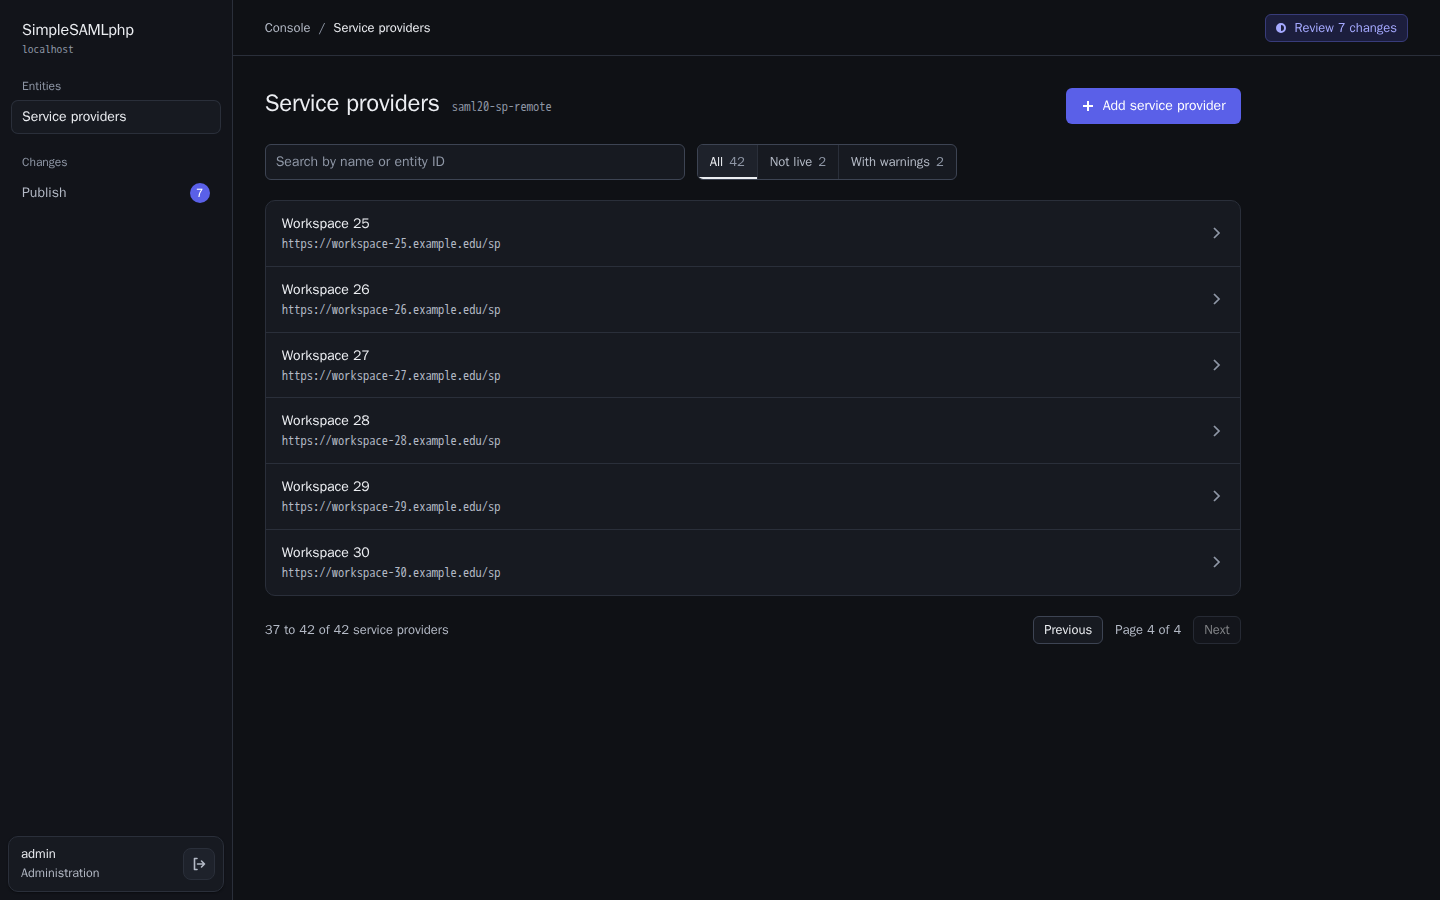 SimpleSAMLphp
localhost
Entities
Service providers
Changes
Publish 7
admin
Administration
Console / Service providers
Review 7 changes
Service providers saml20-sp-remote
Add service provider
Search by name or entity ID
All 42 Not live 2 With warnings 2
Workspace 25
https://workspace-25.example.edu/sp
Workspace 26
https://workspace-26.example.edu/sp
Workspace 27
https://workspace-27.example.edu/sp
Workspace 28
https://workspace-28.example.edu/sp
Workspace 29
https://workspace-29.example.edu/sp
Workspace 30
https://workspace-30.example.edu/sp
37 to 42 of 42 service providers
Previous Page 4 of 4 Next